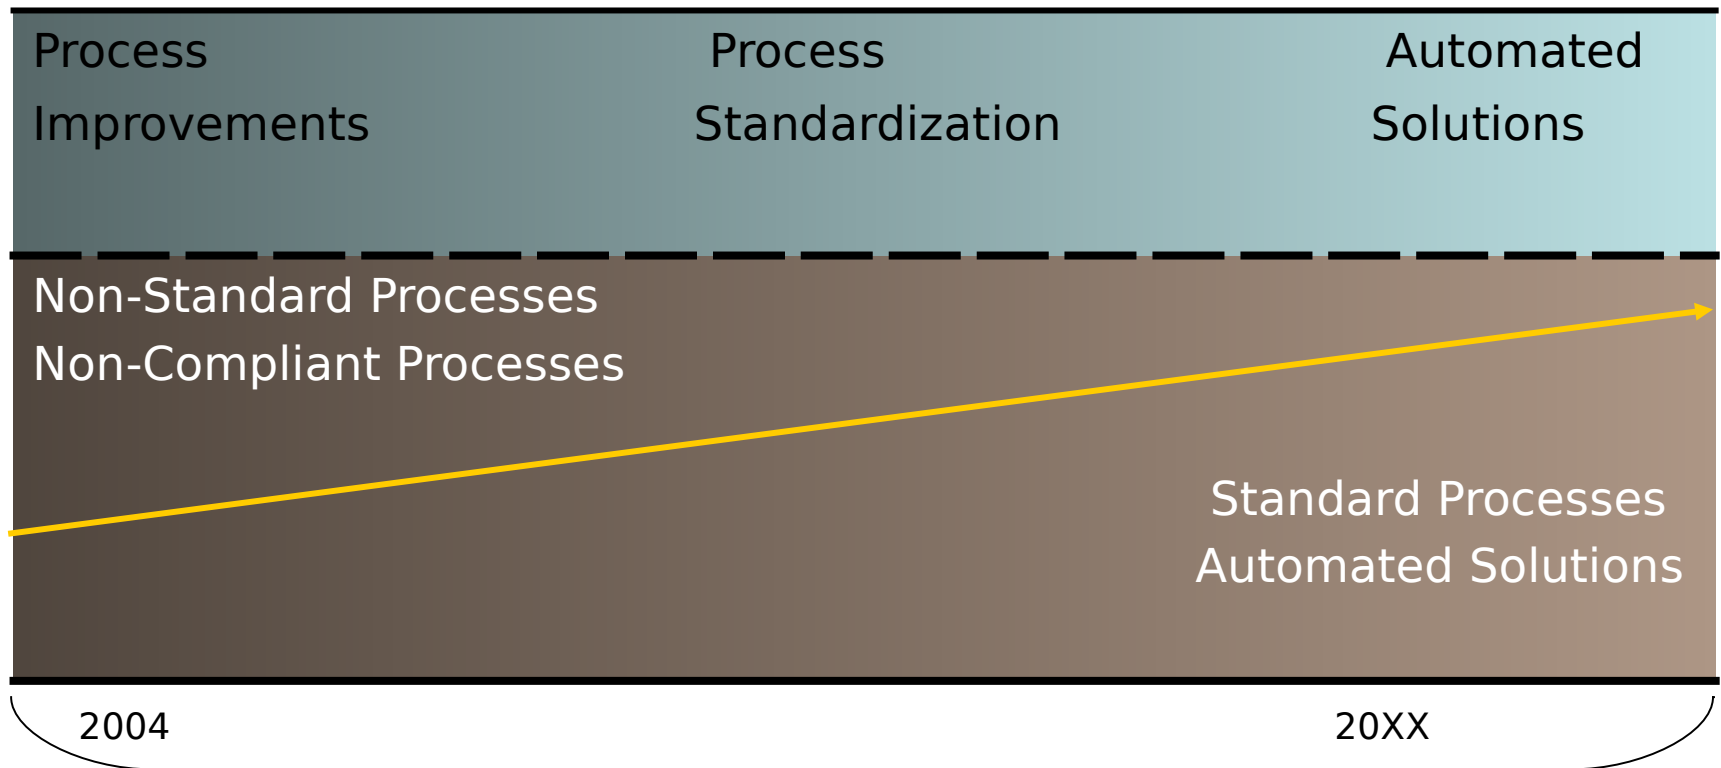 Process
Improvements
Process
Standardization
Automated
Solutions
Non-Standard Processes
Non-Compliant Processes
Standard Processes
Automated Solutions
2004
20XX